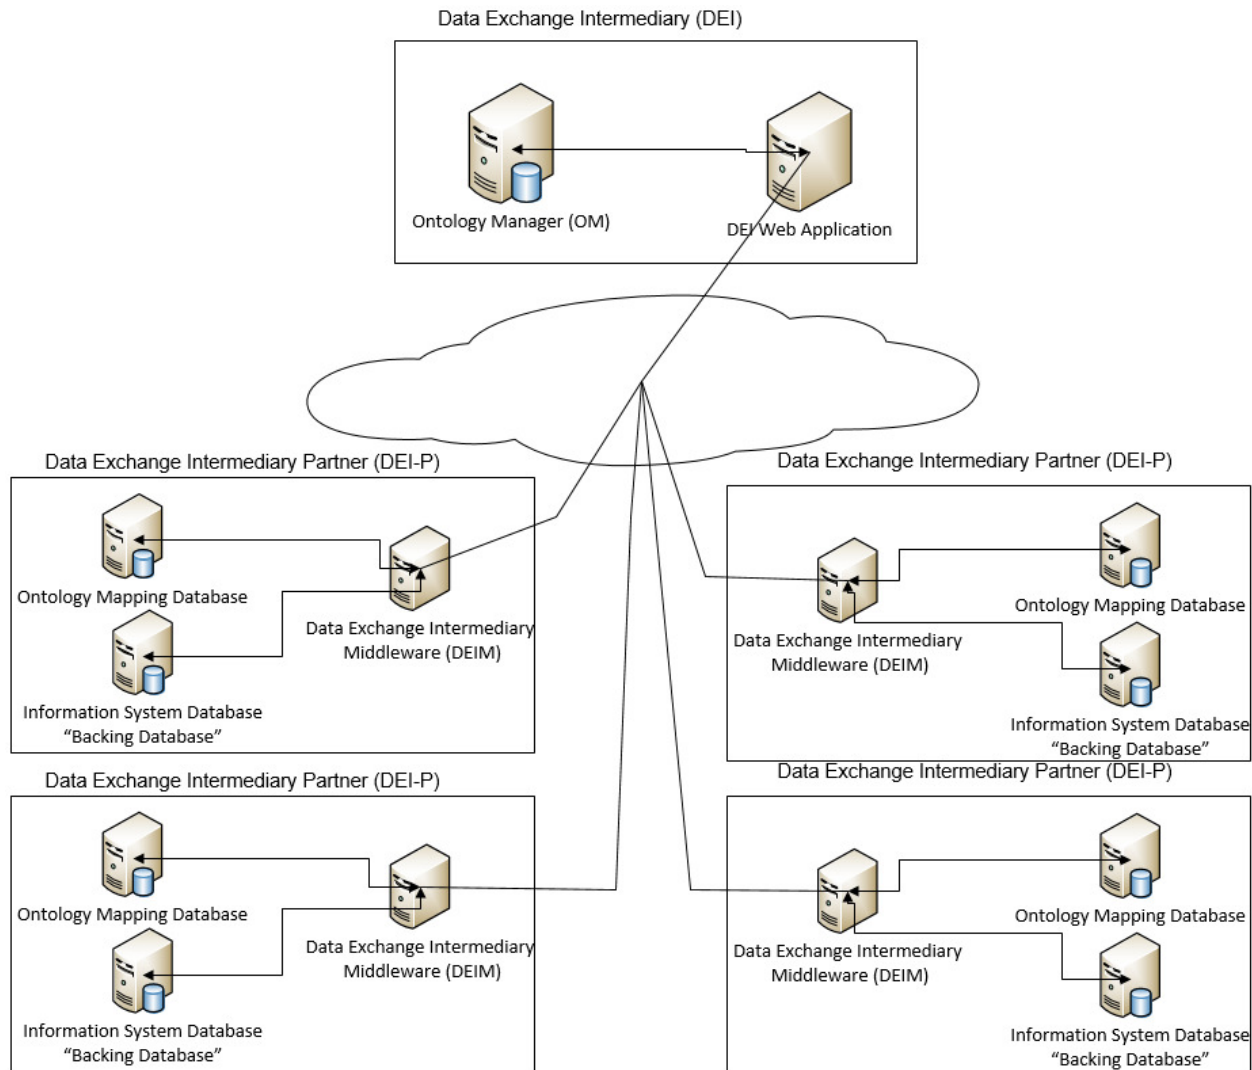 Data Exchange Intermediary (DEI)
Ontology Manager (OM)
DEI Web Application
Data Exchange Intermediary Partner (DEI-P)
Ontology Mapping Database
Information System Database
“Backing Database”
Data Exchange Intermediary
Middleware (DEIM)
Data Exchange Intermediary Partner (DEI-P)
Data Exchange Intermediary
Middleware (DEIM)
Ontology Mapping Database
Information System Database
“Backing Database”
Data Exchange Intermediary Partner (DEI-P)
Ontology Mapping Database
Information System Database
“Backing Database”
Data Exchange Intermediary
Middleware (DEIM)
Data Exchange Intermediary Partner (DEI-P)
Data Exchange Intermediary
Middleware (DEIM)
Ontology Mapping Database
Information System Database
“Backing Database”